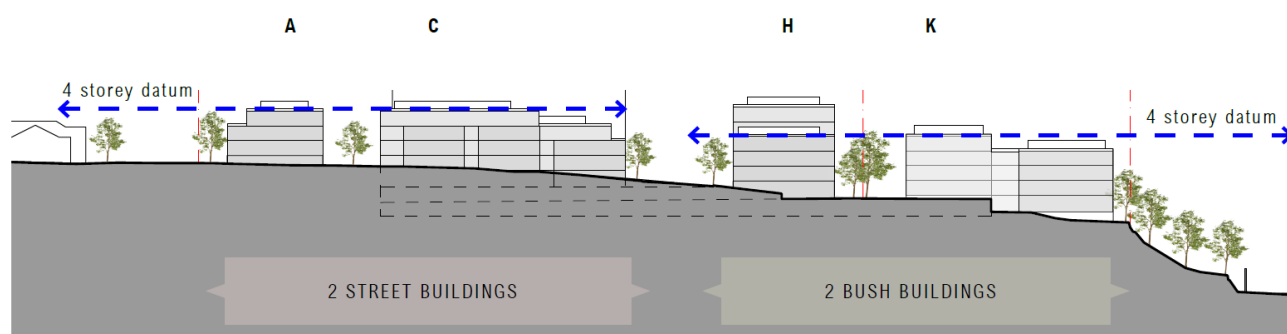 A C H K
4 storey datum
4 storey datum
2 STREET BUILDINGS
2 BUSH BUILDINGS